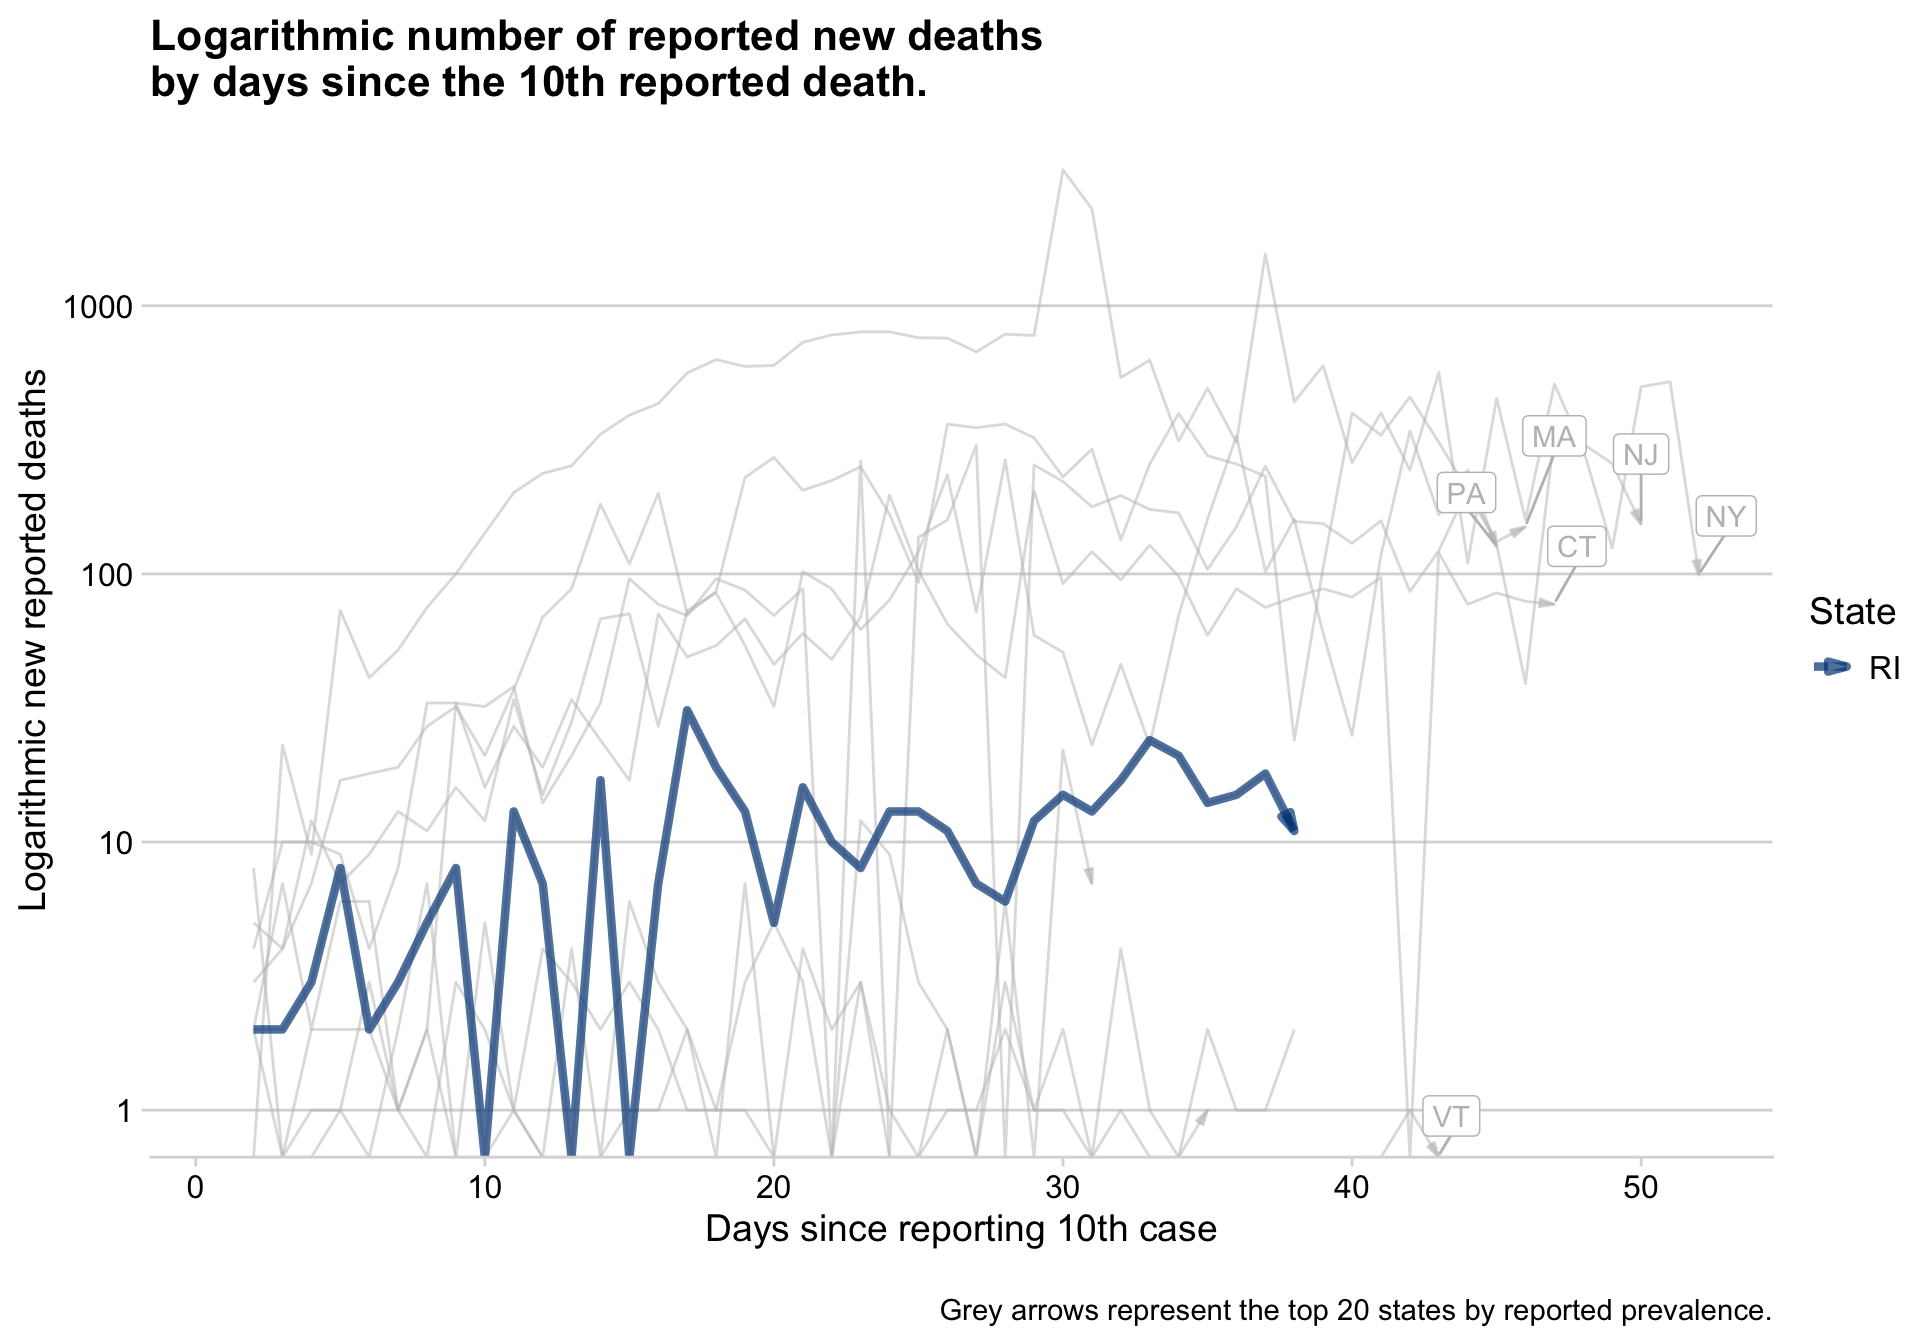 Logarithmic number of reported new deaths
by days since the 10th reported death.
Logarithmic new reported deaths
1000
100
10
1
MA
NJ
PA
NY
CT
VT
State
RI
0
10
20
30
40
50
Days since reporting 10th case
Grey arrows represent the top 20 states by reported prevalence.